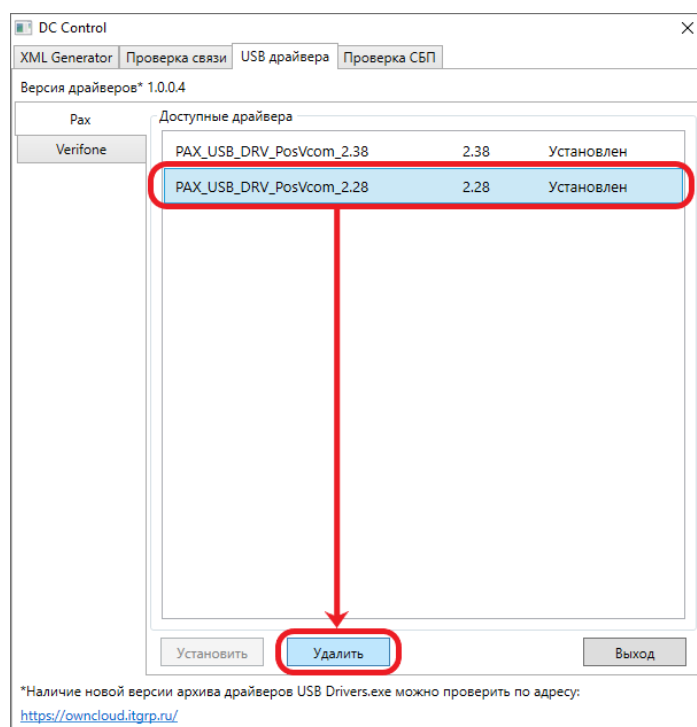 DC Control
XML Generator Проверка связи USB драйвера Проверка СБП
Версия драйверов* 1.0.0.4
Pax
Verifone
Доступные драйвера
PAX_USB_DRV_PosVcom_2.38 2.38 Установлен
PAX_USB_DRV_PosVcom_2.28 2.28 Установлен
Установить Удалить Выход
*Наличие новой версии архива драйверов USB Drivers.exe можно проверить по адресу:
https://owncloud.itgrp.ru/